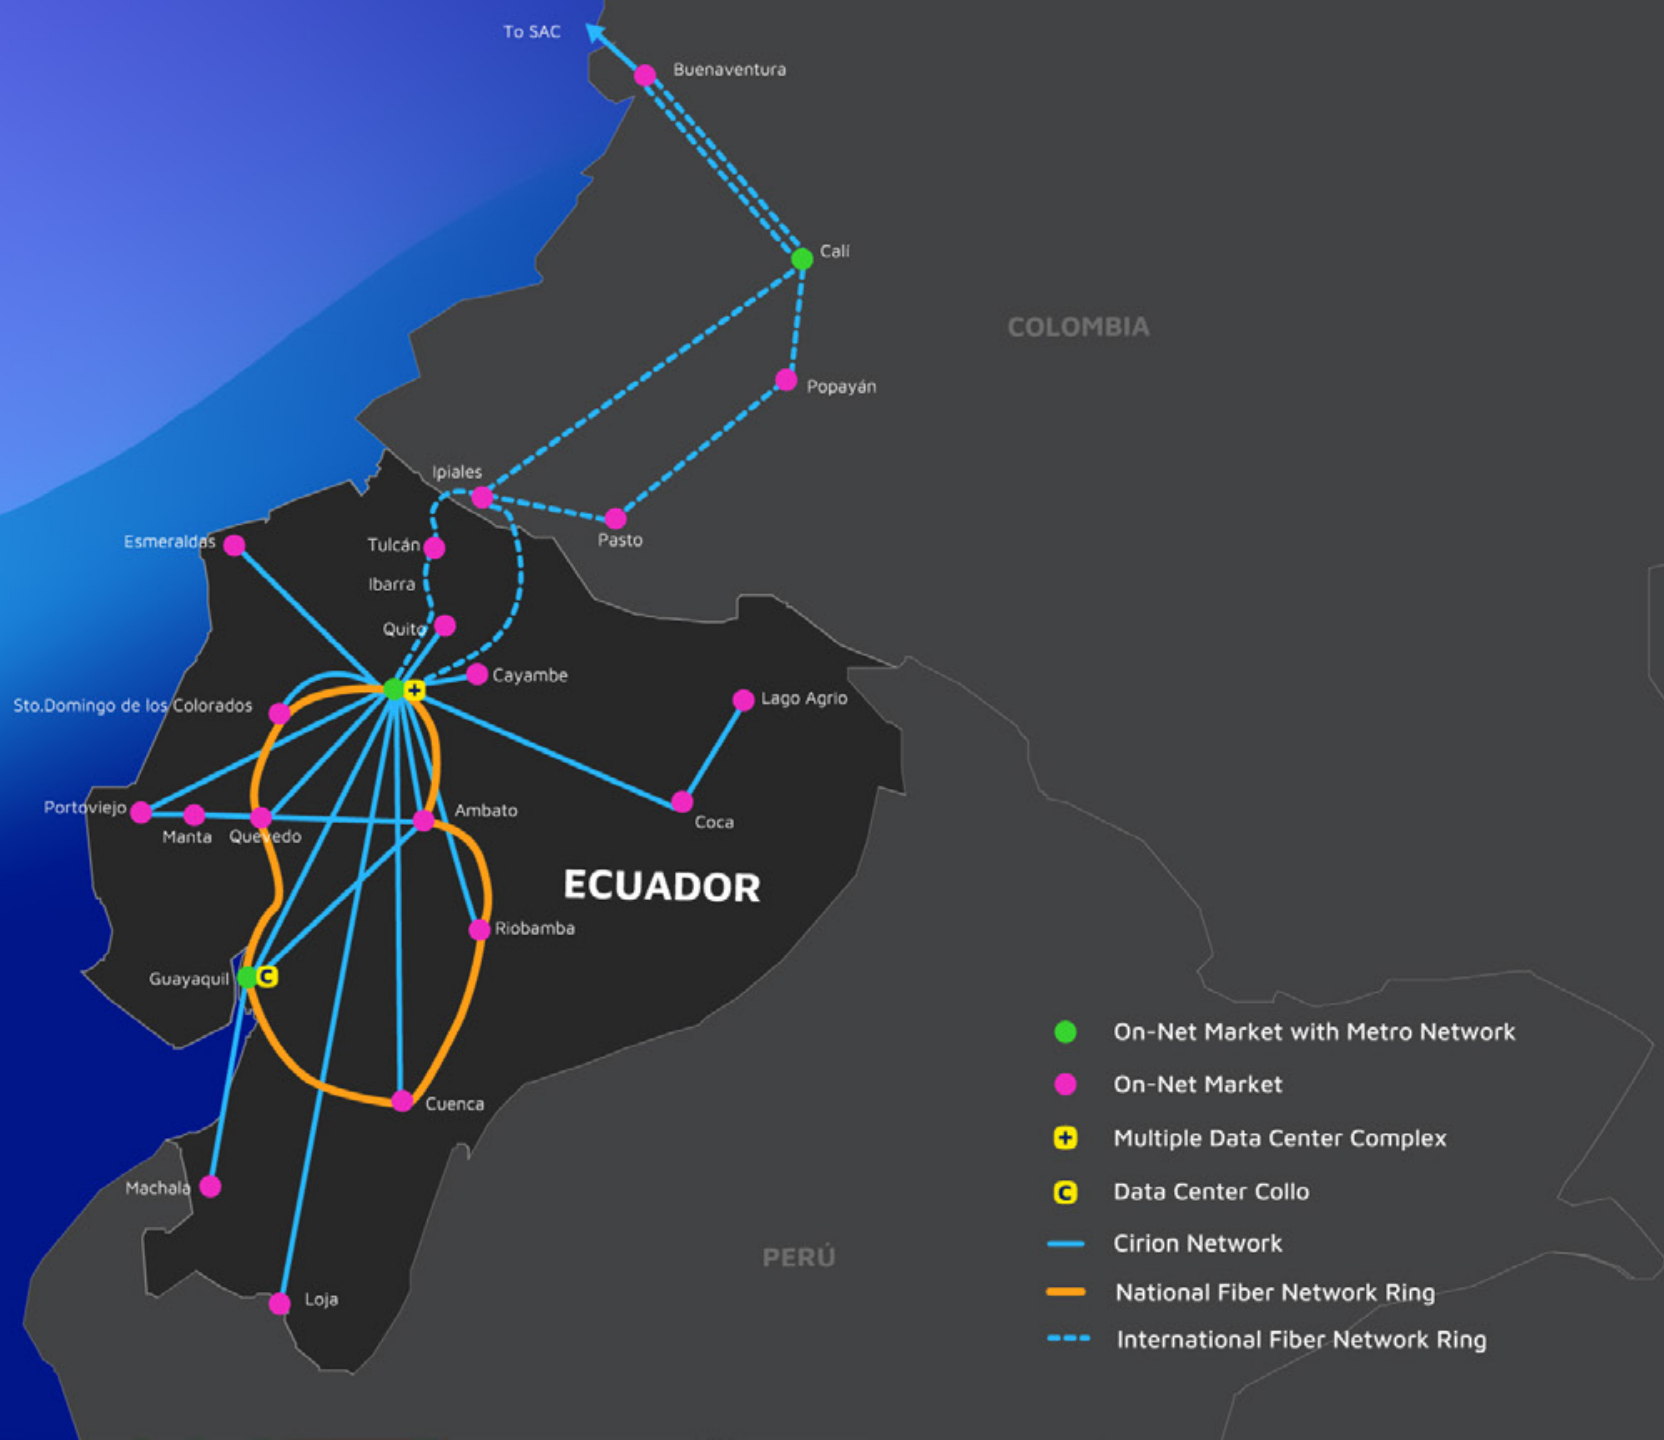 To SAC
Buenaventura
Calí
COLOMBIA
Popayán
Ipiales
Pasto
Esmeraldas
Tulcán
Ibarra
Quito
Cayambe
Sto.Domingo de los Colorados
+
Lago Agrio
Portoviejo
Manta
Quevedo
Ambato
Coca
ECUADOR
Riobamba
Guayaquil
C
Cuenca
Machala
Loja
PERÚ
On-Net Market with Metro Network
On-Net Market
+ Multiple Data Center Complex
C Data Center Collo
Cirion Network
National Fiber Network Ring
International Fiber Network Ring